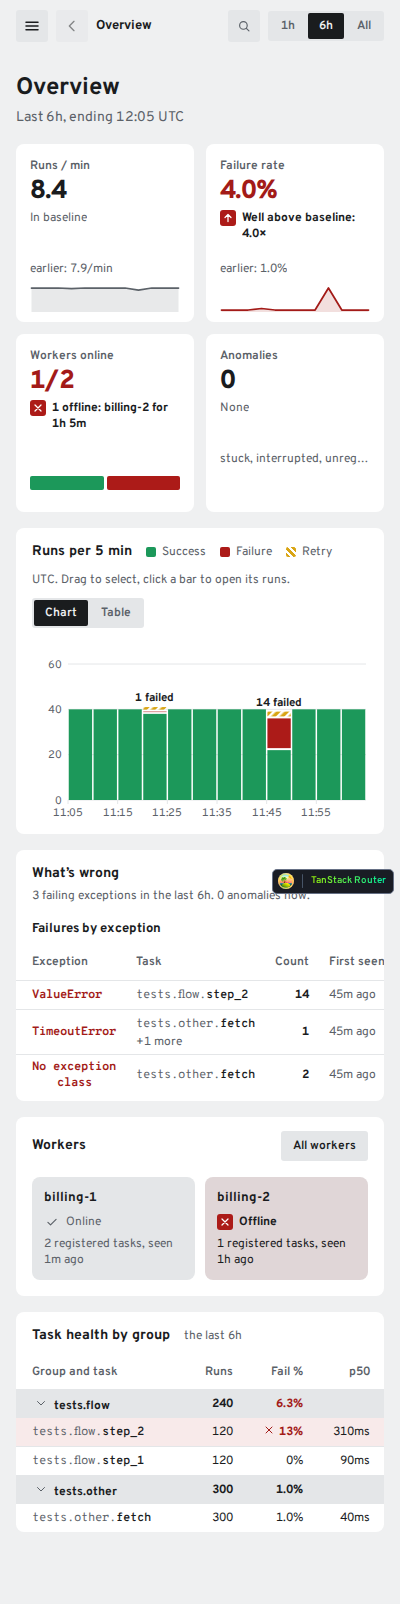 Overview
1h 6h All
Overview
Last 6h, ending 12:05 UTC
Runs / min
8.4
In baseline
earlier: 7.9/min
Failure rate
4.0%
Well above baseline:
4.0×
earlier: 1.0%
Workers online
1/2
1 offline: billing-2 for
1h 5m
Anomalies
0
None
stuck, interrupted, unreg...
Runs per 5 min Success Failure Retry
UTC. Drag to select, click a bar to open its runs.
Chart Table
60
40
20
0
1 failed
14 failed
11:05 11:15 11:25 11:35 11:45 11:55
What's wrong
TanStack Router
3 failing exceptions in the last 6h. 0 anomalies now.
Failures by exception
Exception Task Count First seen
ValueError tests.flow.step_2 14 45m ago
TimeoutError tests.other.fetch +1 more 1 45m ago
No exception class tests.other.fetch 2 45m ago
Workers All workers
billing-1
Online
2 registered tasks, seen
1m ago
billing-2
Offline
1 registered tasks, seen
1h ago
Task health by group the last 6h
Group and task Runs Fail % p50
tests.flow 240 6.3%
tests.flow.step_2 120 13% 310ms
tests.flow.step_1 120 0% 90ms
tests.other 300 1.0%
tests.other.fetch 300 1.0% 40ms